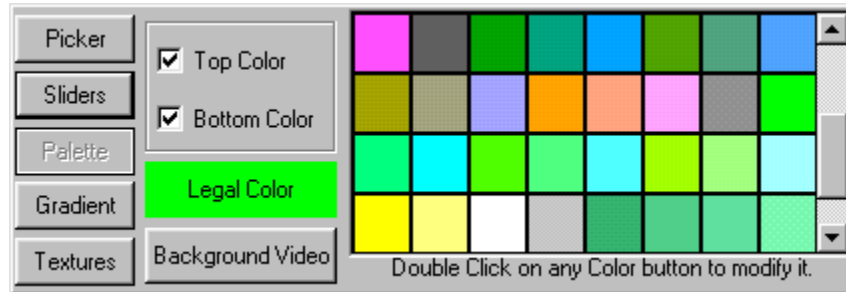 Picker
Sliders
Palette
Gradient
Textures
Top Color
Bottom Color
Legal Color
Background Video
Double Click on any Color button to modify it.